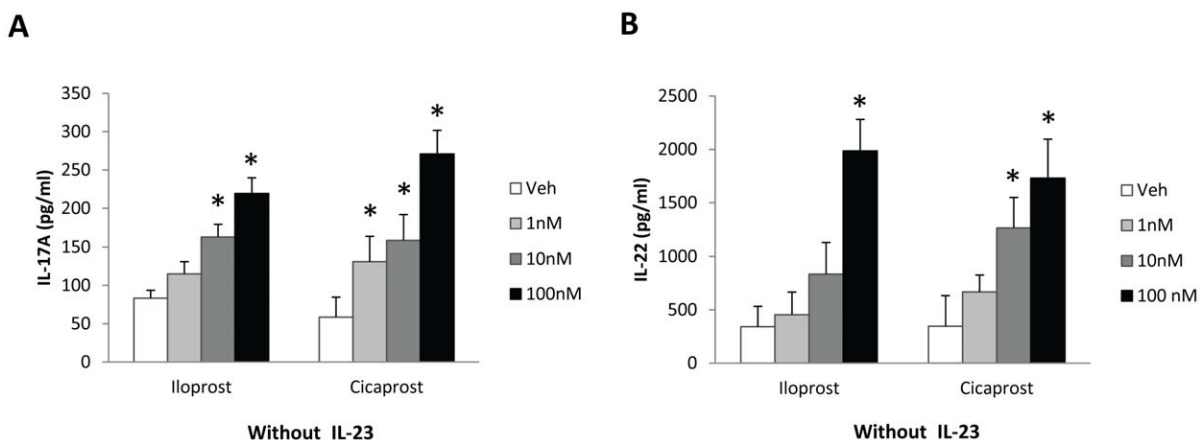 A
B
IL-17A (pg/ml)
350
300
250
200
150
100
50
0
*
*
*
*
*
Iloprost
Cicaprost
Without IL-23
Veh
1nM
10nM
100nM
IL-22 (pg/ml)
2500
2000
1500
1000
500
0
*
*
*
Iloprost
Cicaprost
Without IL-23
Veh
1nM
10nM
100 nM